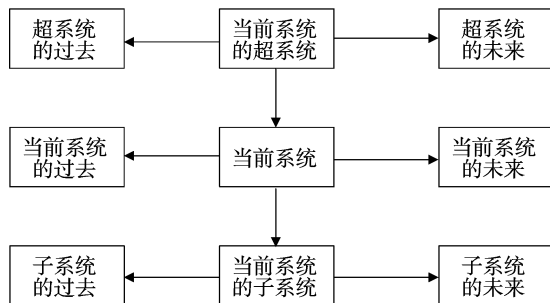 超系统
的过去
当前系统
的超系统
超系统
的未来
当前系统
的过去
当前系统
当前系统
的未来
子系统
的过去
当前系统
的子系统
子系统
的未来